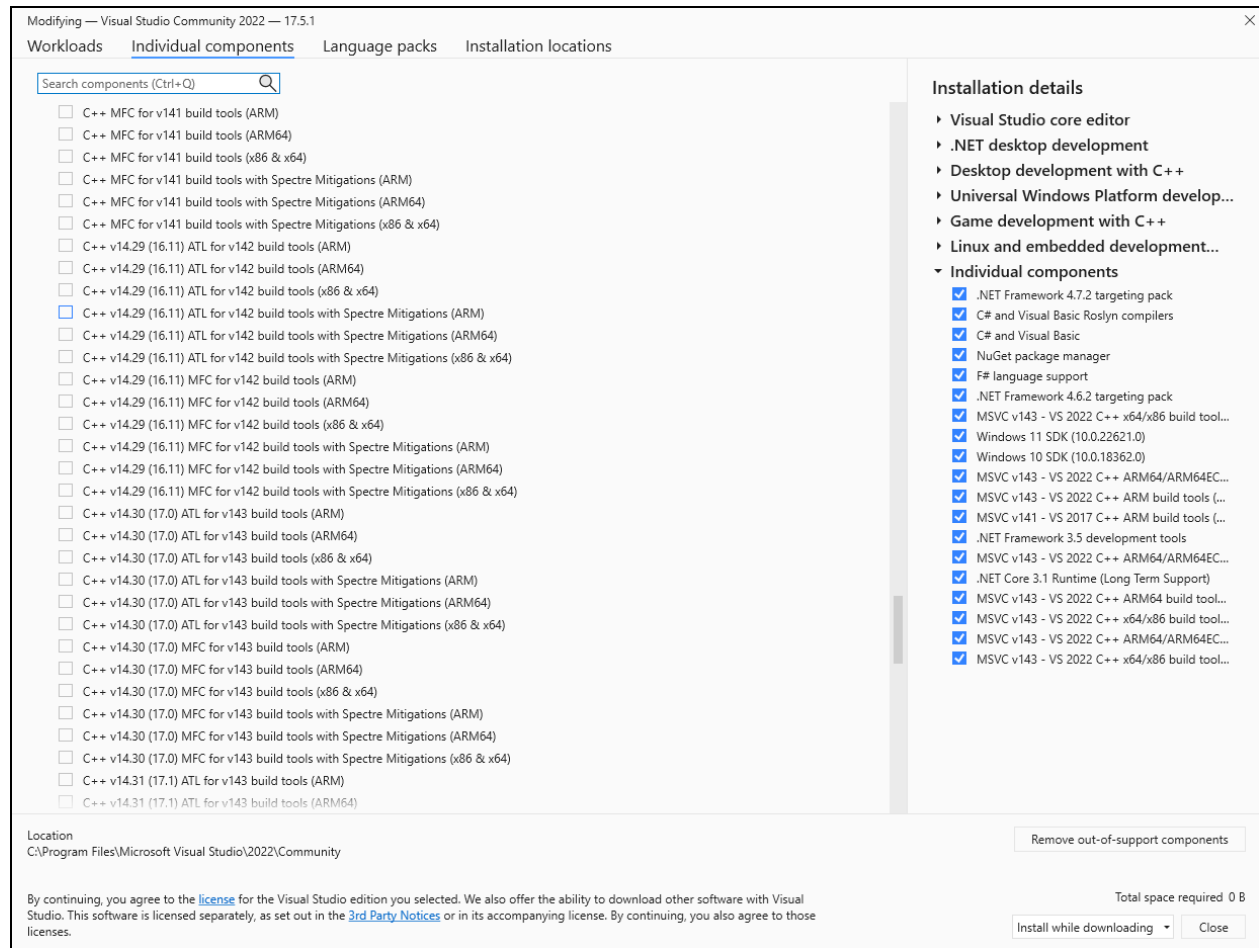 Modifying — Visual Studio Community 2022 — 17.5.1
Workloads Individual components Language packs Installation locations
Search components (Ctrl+Q)
C++ MFC for v141 build tools (ARM)
C++ MFC for v141 build tools (ARM64)
C++ MFC for v141 build tools (x86 & x64)
C++ MFC for v141 build tools with Spectre Mitigations (ARM)
C++ MFC for v141 build tools with Spectre Mitigations (ARM64)
C++ MFC for v141 build tools with Spectre Mitigations (x86 & x64)
C++ v14.29 (16.11) ATL for v142 build tools (ARM)
C++ v14.29 (16.11) ATL for v142 build tools (ARM64)
C++ v14.29 (16.11) ATL for v142 build tools (x86 & x64)
C++ v14.29 (16.11) ATL for v142 build tools with Spectre Mitigations (ARM)
C++ v14.29 (16.11) ATL for v142 build tools with Spectre Mitigations (ARM64)
C++ v14.29 (16.11) ATL for v142 build tools with Spectre Mitigations (x86 & x64)
C++ v14.29 (16.11) MFC for v142 build tools (ARM)
C++ v14.29 (16.11) MFC for v142 build tools (ARM64)
C++ v14.29 (16.11) MFC for v142 build tools (x86 & x64)
C++ v14.29 (16.11) MFC for v142 build tools with Spectre Mitigations (ARM)
C++ v14.29 (16.11) MFC for v142 build tools with Spectre Mitigations (ARM64)
C++ v14.29 (16.11) MFC for v142 build tools with Spectre Mitigations (x86 & x64)
C++ v14.30 (17.0) ATL for v143 build tools (ARM)
C++ v14.30 (17.0) ATL for v143 build tools (ARM64)
C++ v14.30 (17.0) ATL for v143 build tools (x86 & x64)
C++ v14.30 (17.0) ATL for v143 build tools with Spectre Mitigations (ARM)
C++ v14.30 (17.0) ATL for v143 build tools with Spectre Mitigations (ARM64)
C++ v14.30 (17.0) ATL for v143 build tools with Spectre Mitigations (x86 & x64)
C++ v14.30 (17.0) MFC for v143 build tools (ARM)
C++ v14.30 (17.0) MFC for v143 build tools (ARM64)
C++ v14.30 (17.0) MFC for v143 build tools (x86 & x64)
C++ v14.30 (17.0) MFC for v143 build tools with Spectre Mitigations (ARM)
C++ v14.30 (17.0) MFC for v143 build tools with Spectre Mitigations (ARM64)
C++ v14.30 (17.0) MFC for v143 build tools with Spectre Mitigations (x86 & x64)
C++ v14.31 (17.1) ATL for v143 build tools (ARM)
C++ v14.31 (17.1) ATL for v143 build tools (ARM64)
Installation details
Visual Studio core editor
.NET desktop development
Desktop development with C++
Universal Windows Platform develop...
Game development with C++
Linux and embedded development...
Individual components
.NET Framework 4.7.2 targeting pack
C# and Visual Basic Roslyn compilers
C# and Visual Basic
NuGet package manager
F# language support
.NET Framework 4.6.2 targeting pack
MSVC v143 - VS 2022 C++ x64/x86 build tool...
Windows 11 SDK (10.0.22621.0)
Windows 10 SDK (10.0.18362.0)
MSVC v143 - VS 2022 C++ ARM64/ARM64EC...
MSVC v143 - VS 2022 C++ ARM build tools (...
MSVC v141 - VS 2017 C++ ARM build tools (...
.NET Framework 3.5 development tools
MSVC v143 - VS 2022 C++ ARM64/ARM64EC...
.NET Core 3.1 Runtime (Long Term Support)
MSVC v143 - VS 2022 C++ ARM64 build tool...
MSVC v143 - VS 2022 C++ x64/x86 build tool...
MSVC v143 - VS 2022 C++ ARM64/ARM64EC...
MSVC v143 - VS 2022 C++ x64/x86 build tool...
Location
C:\Program Files\Microsoft Visual Studio\2022\Community
Remove out-of-support components
By continuing, you agree to the license for the Visual Studio edition you selected. We also offer the ability to download other software with Visual
Studio. This software is licensed separately, as set out in the 3rd Party Notices or in its accompanying license. By continuing, you also agree to those
licenses.
Total space required 0 B
Install while downloading Close